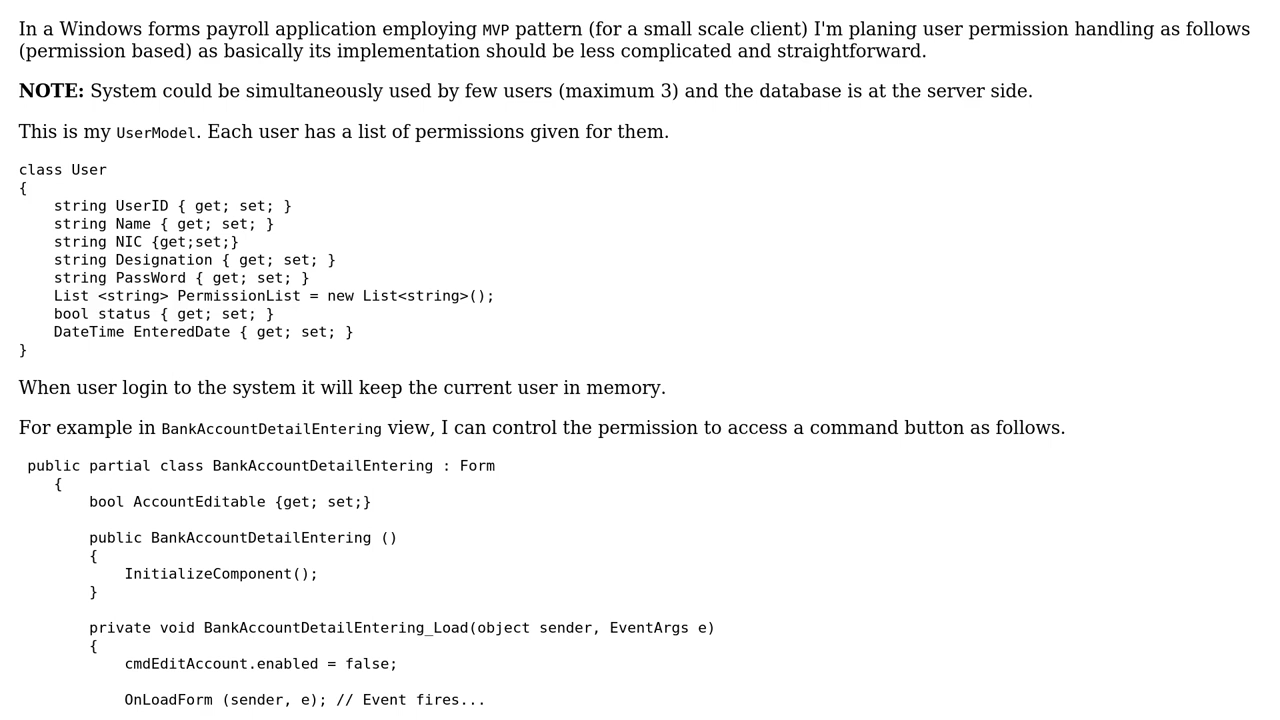 In a Windows forms payroll application employing MVP pattern (for a small scale client) I'm planing user permission handling as follows
(permission based) as basically its implementation should be less complicated and straightforward.
NOTE: System could be simultaneously used by few users (maximum 3) and the database is at the server side.
This is my UserModel. Each user has a list of permissions given for them.
class User
{
    string UserID { get; set; }
    string Name { get; set; }
    string NIC {get;set;}
    string Designation { get; set; }
    string PassWord { get; set; }
    List <string> PermissionList = new List<string>();
    bool status { get; set; }
    DateTime EnteredDate { get; set; }
}
When user login to the system it will keep the current user in memory.
For example in BankAccountDetailEntering view, I can control the permission to access a command button as follows.
 public partial class BankAccountDetailEntering : Form
    {
        bool AccountEditable {get; set;}
        public BankAccountDetailEntering ()
        {
            InitializeComponent();
        }
        private void BankAccountDetailEntering_Load(object sender, EventArgs e)
        {
            cmdEditAccount.enabled = false;
            OnLoadForm (sender, e); // Event fires...